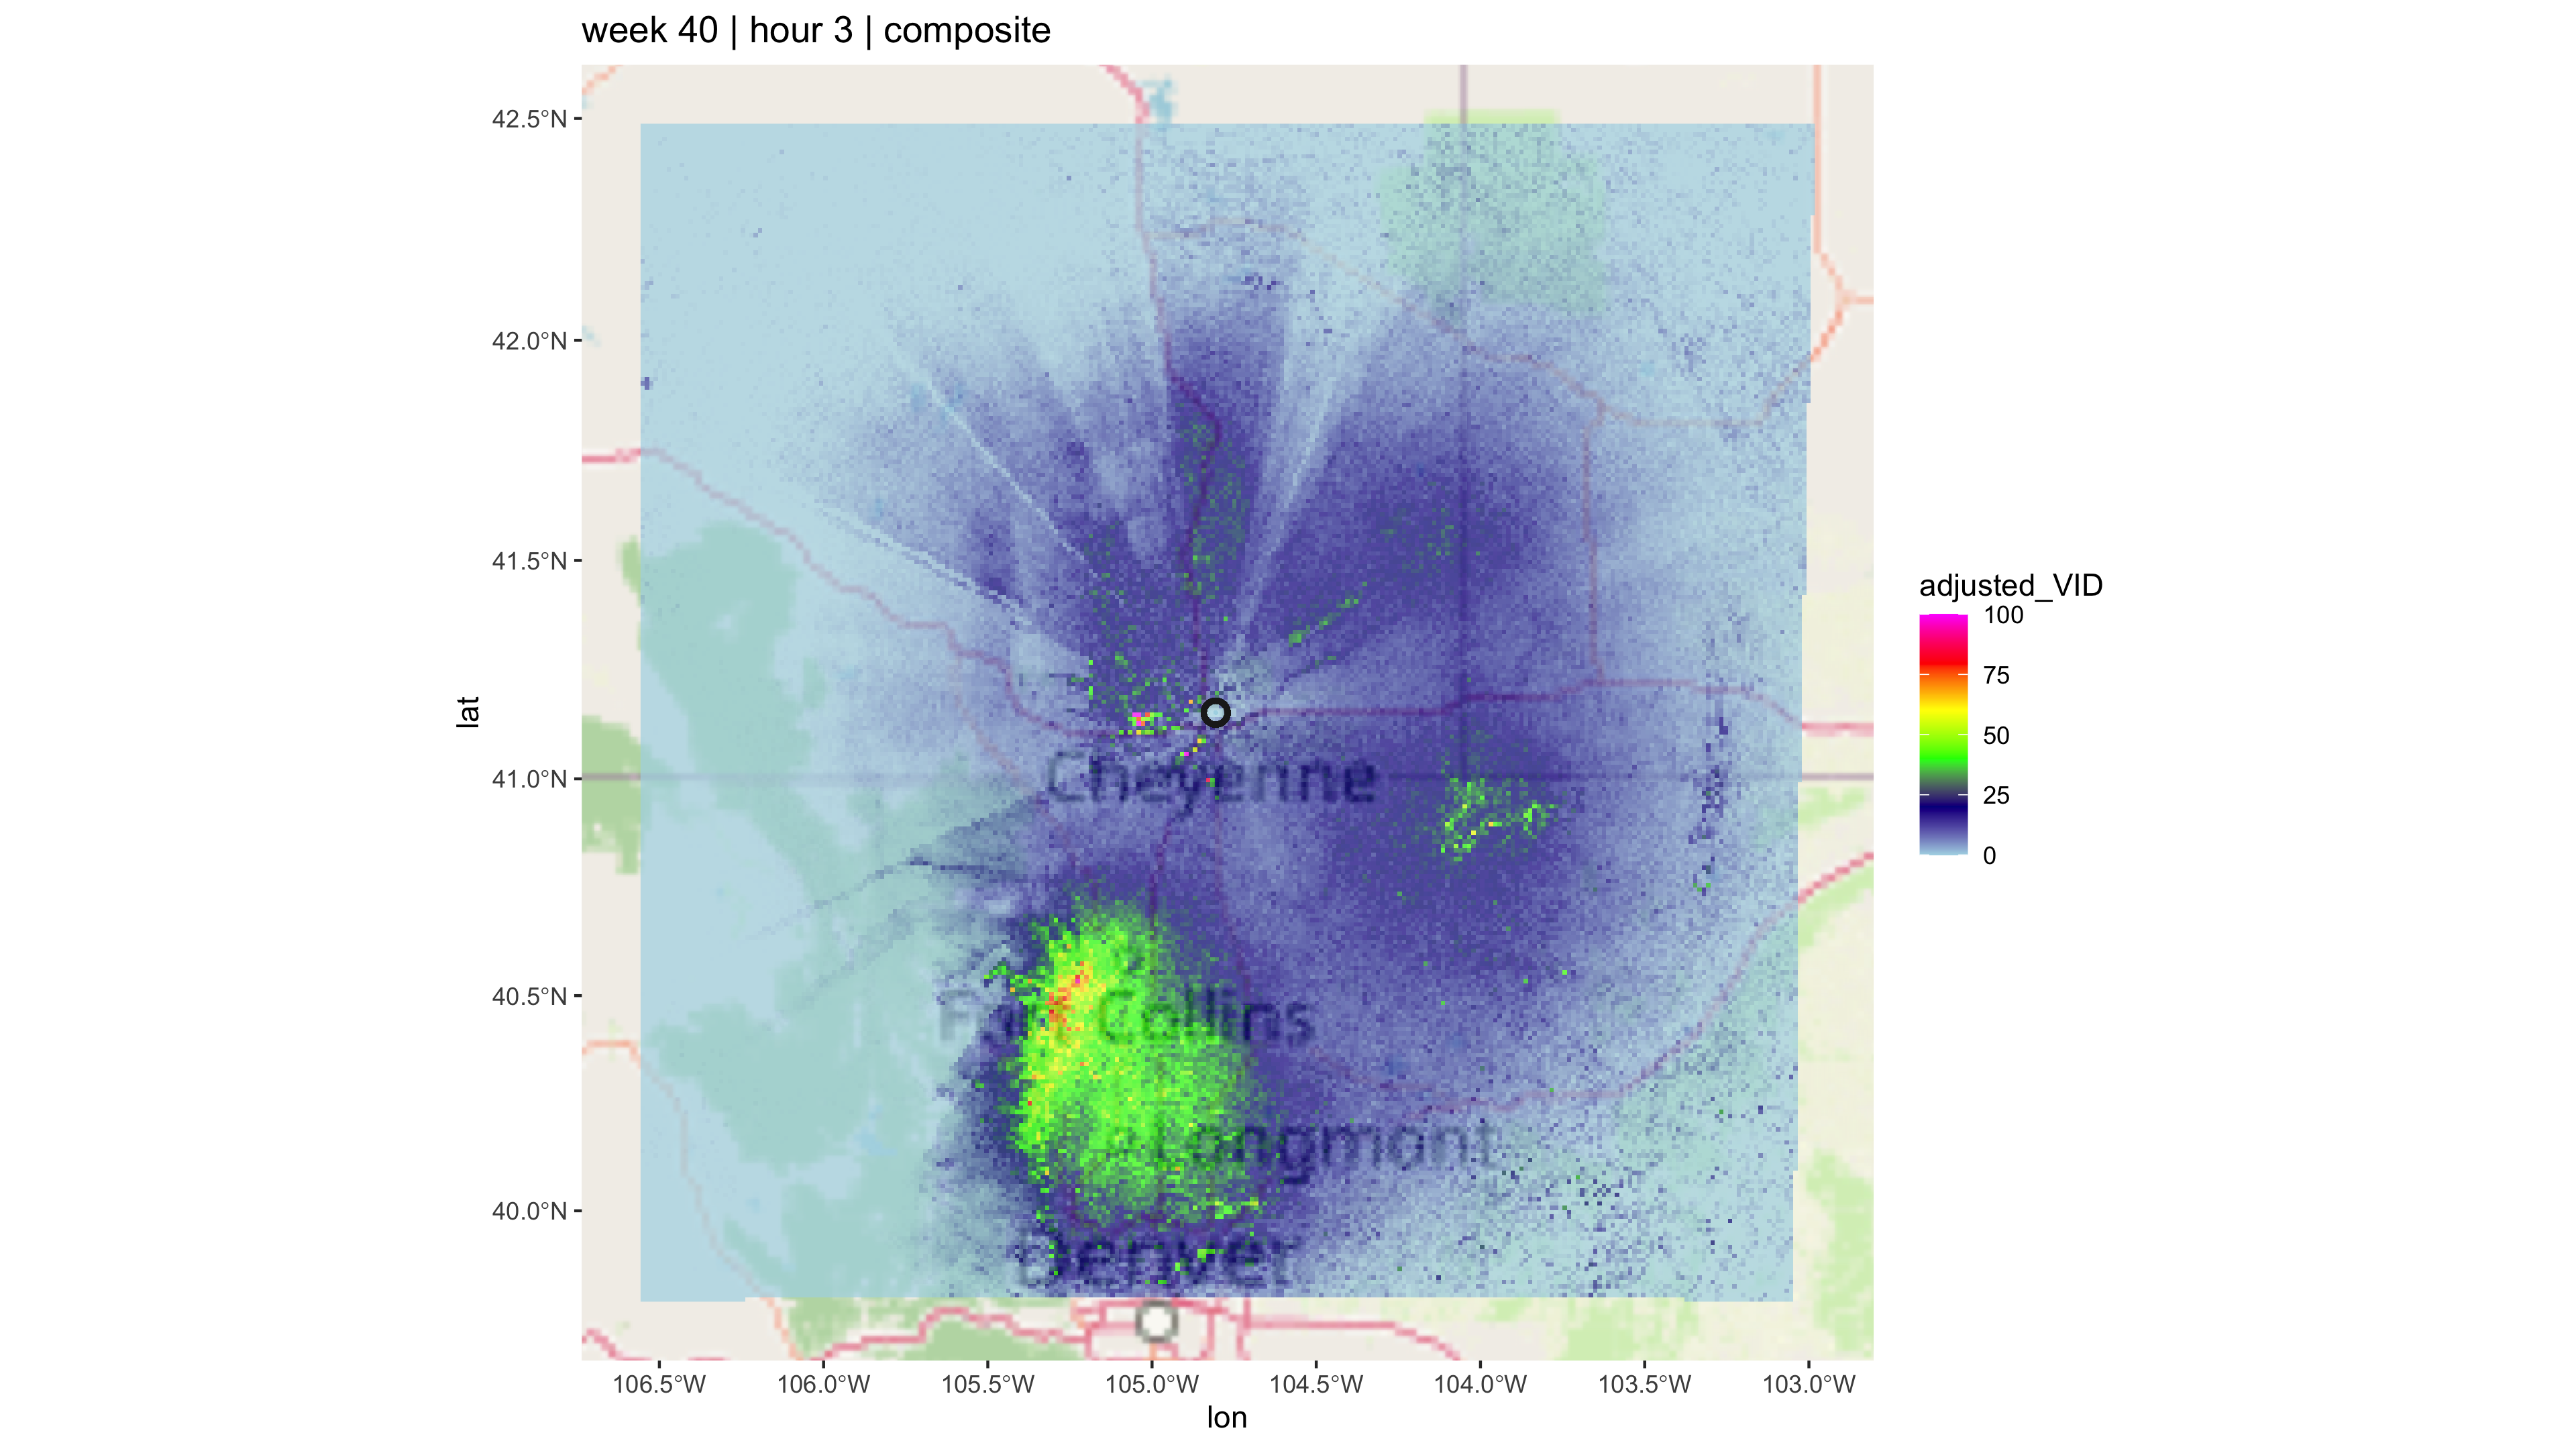 week 40 | hour 3 | composite
42.5°N
42.0°N
41.5°N
41.0°N
40.5°N
40.0°N
lat
Cheyenne
Fort Collins
Longmont
Denver
106.5°W 106.0°W 105.5°W 105.0°W 104.5°W 104.0°W 103.5°W 103.0°W
lon
adjusted_VID
100
75
50
25
0